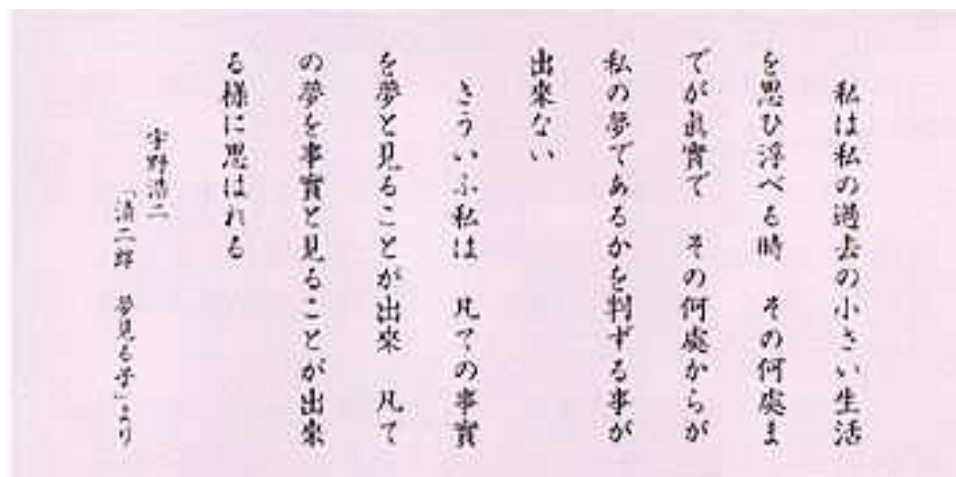 私は私の過去の小さい生活
を思ひ浮べる時　その何處ま
でが眞實で　その何處からが
私の夢であるかを判ずる事が
出來ない
さういふ私は　凡ての事實
を夢と見ることが出來　凡て
の夢を事實と見ることが出來
る様に思はれる
宇野浩二
「清二郎　夢見る子」より